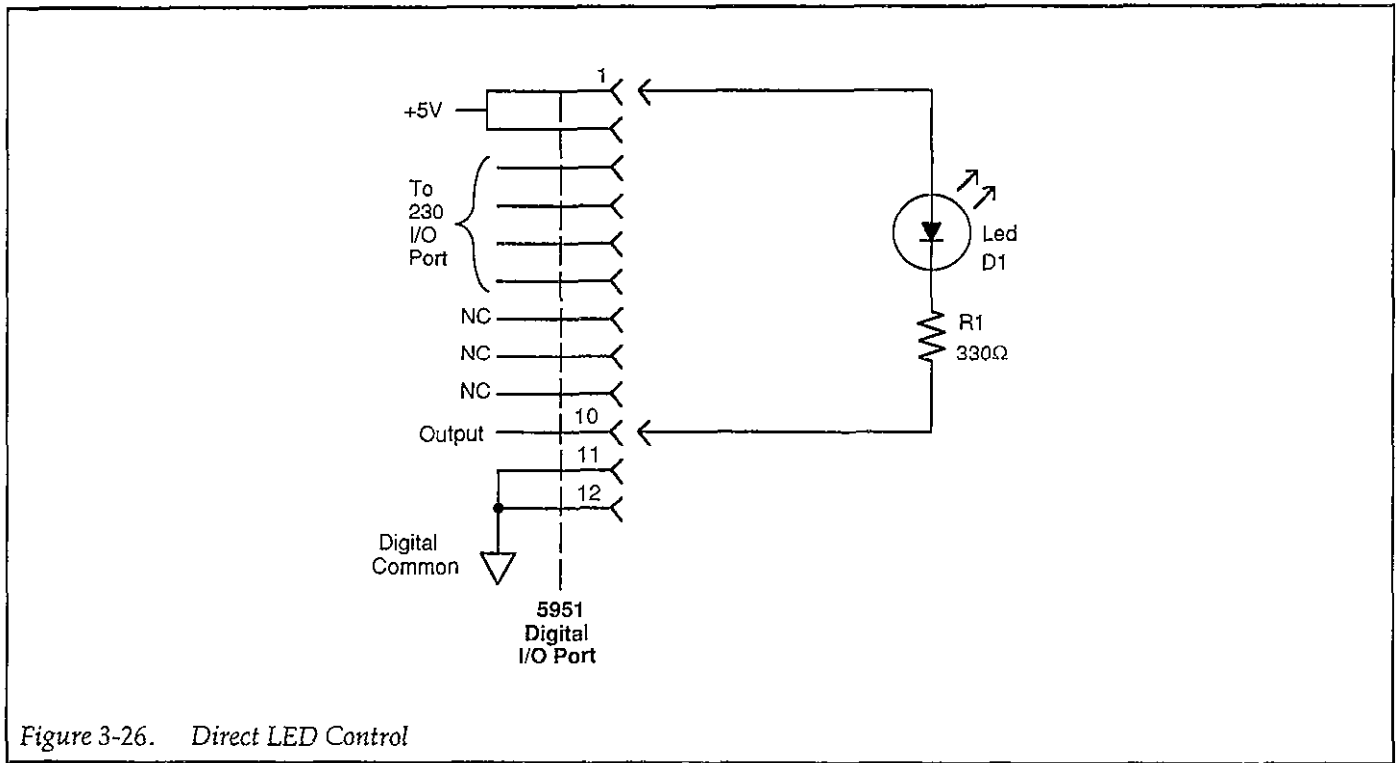 1
+5V
To
230
I/O
Port
NC
NC
NC
Output
10
11
12
Digital
Common
5951
Digital
I/O Port
Led
D1
R1
330Ω
Figure 3-26. Direct LED Control